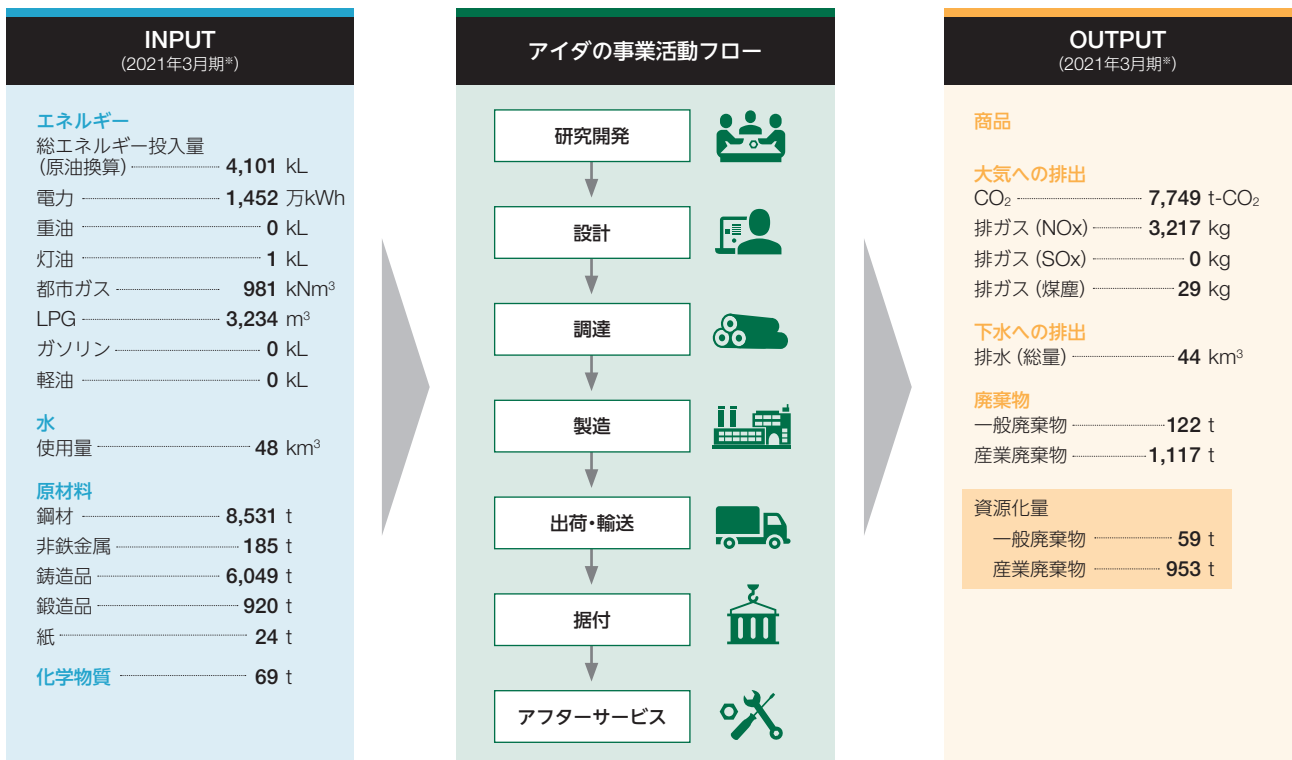 INPUT
(2021年3月期※)
エネルギー
総エネルギー投入量
(原油換算) 4,101 kL
電力 1,452 万kWh
重油 0 kL
灯油 1 kL
都市ガス 981 kNm³
LPG 3,234 m³
ガソリン 0 kL
軽油 0 kL
水
使用量 48 km³
原材料
鋼材 8,531 t
非鉄金属 185 t
鋳造品 6,049 t
鍛造品 920 t
紙 24 t
化学物質 69 t
アイダの事業活動フロー
研究開発
設計
調達
製造
出荷・輸送
据付
アフターサービス
OUTPUT
(2021年3月期※)
商品
大気への排出
CO₂ 7,749 t-CO₂
排ガス (NOx) 3,217 kg
排ガス (SOx) 0 kg
排ガス (煤塵) 29 kg
下水への排出
排水 (総量) 44 km³
廃棄物
一般廃棄物 122 t
産業廃棄物 1,117 t
資源化量
一般廃棄物 59 t
産業廃棄物 953 t